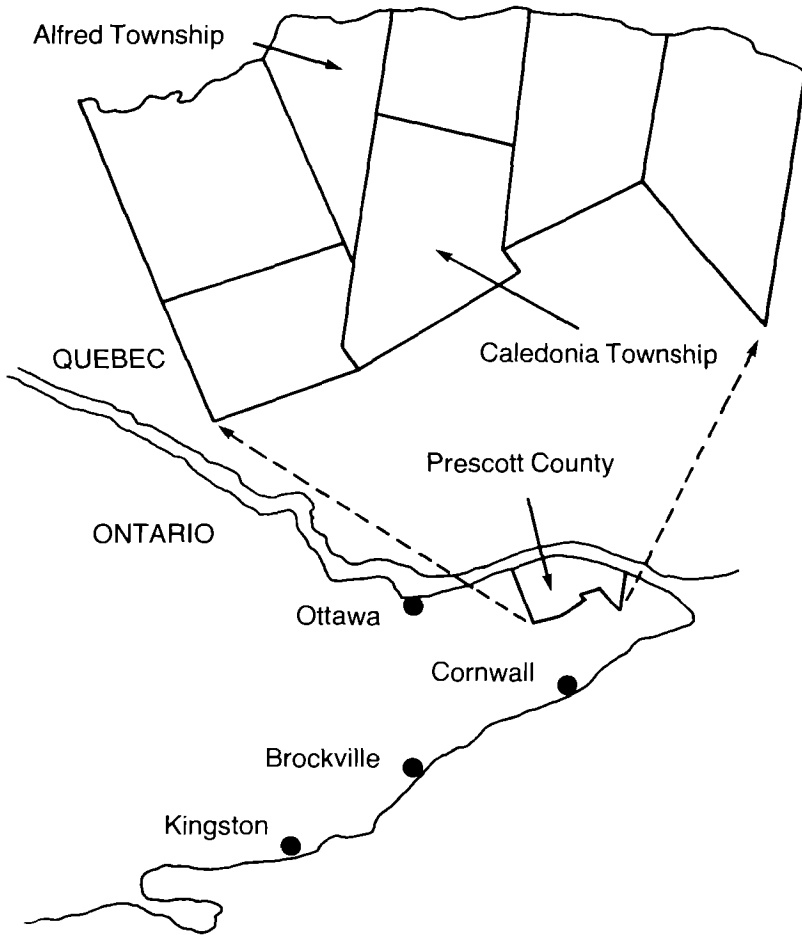 Alfred Township
Caledonia Township
QUEBEC
Prescott County
ONTARIO
Ottawa
Cornwall
Brockville
Kingston